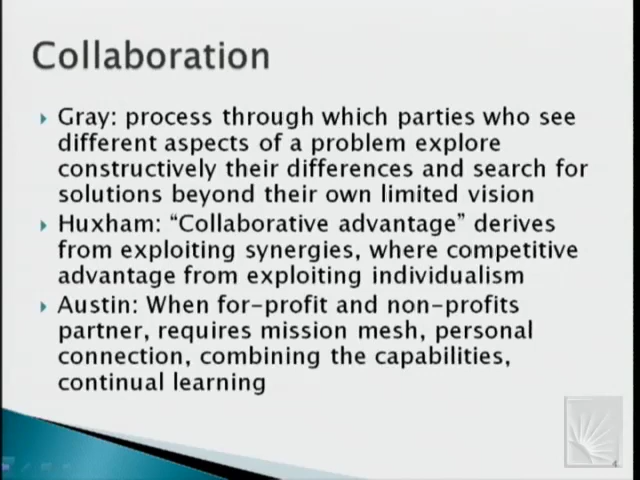 Collaboration
Gray: process through which parties who see
different aspects of a problem explore
constructively their differences and search for
solutions beyond their own limited vision
Huxham: “Collaborative advantage” derives
from exploiting synergies, where competitive
advantage from exploiting individualism
Austin: When for-profit and non-profits
partner, requires mission mesh, personal
connection, combining the capabilities,
continual learning
4